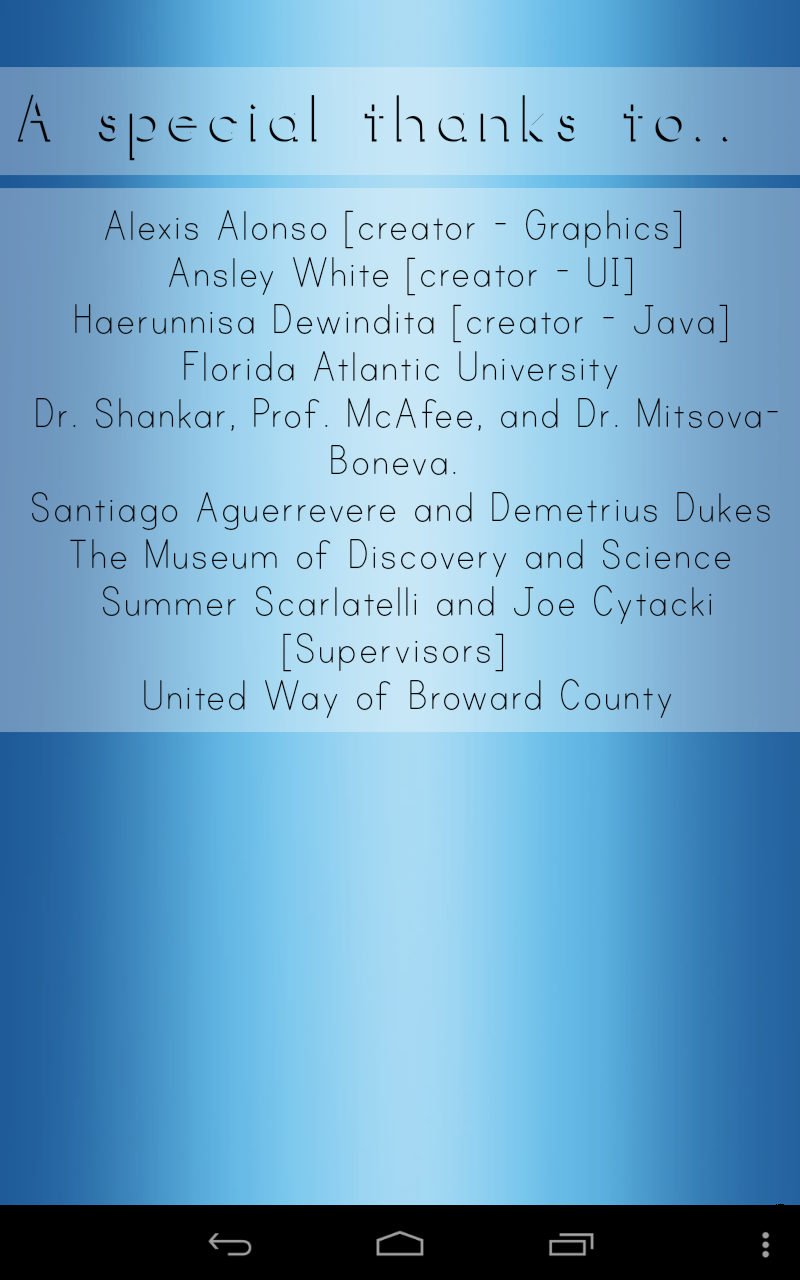 A special thanks to..
Alexis Alonso [creator - Graphics]
Ansley White [creator - UI]
Haerunnisa Dewindita [creator - Java]
Florida Atlantic University
Dr. Shankar, Prof. McAfee, and Dr. Mitsova-
Boneva.
Santiago Aguerrevere and Demetrius Dukes
The Museum of Discovery and Science
Summer Scarlatelli and Joe Cytacki
[Supervisors]
United Way of Broward County